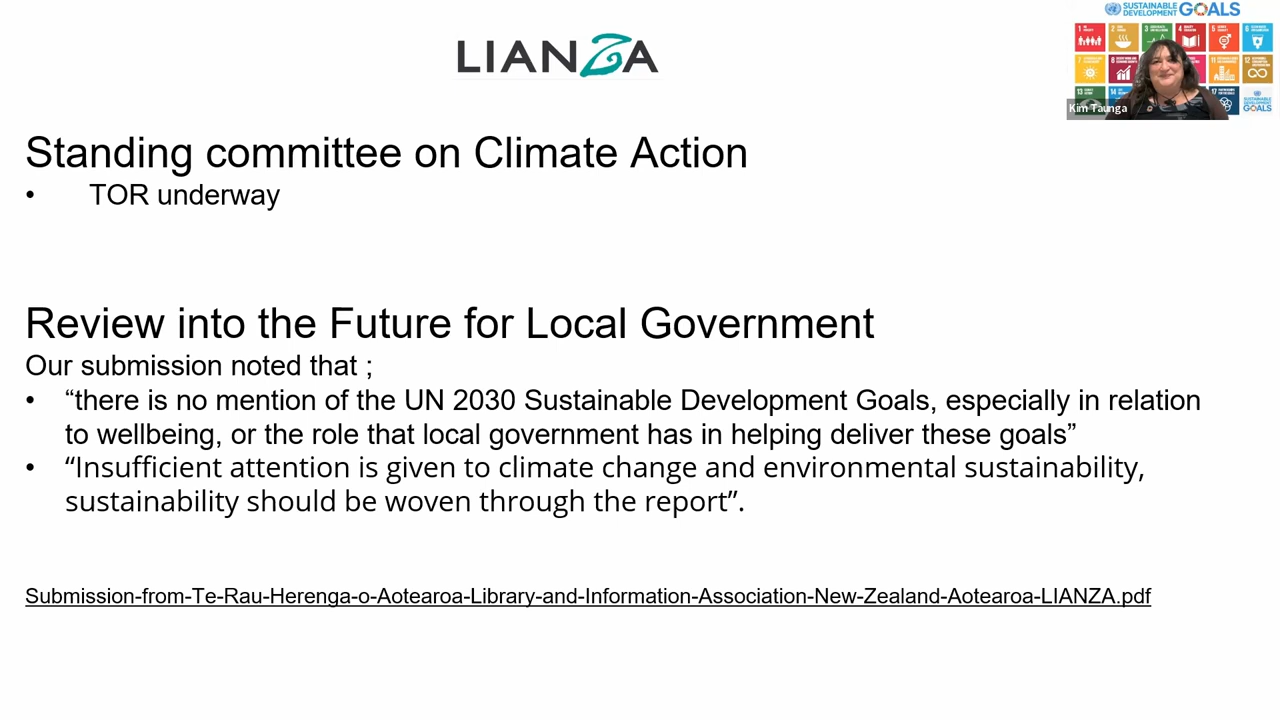 SUSTAINABLE
DEVELOPMENT GOALS
LIANZA
Kim Taunga
Standing committee on Climate Action
• TOR underway
Review into the Future for Local Government
Our submission noted that ;
• “there is no mention of the UN 2030 Sustainable Development Goals, especially in relation
to wellbeing, or the role that local government has in helping deliver these goals”
• “Insufficient attention is given to climate change and environmental sustainability,
sustainability should be woven through the report”.
Submission-from-Te-Rau-Herenga-o-Aotearoa-Library-and-Information-Association-New-Zealand-Aotearoa-LIANZA.pdf